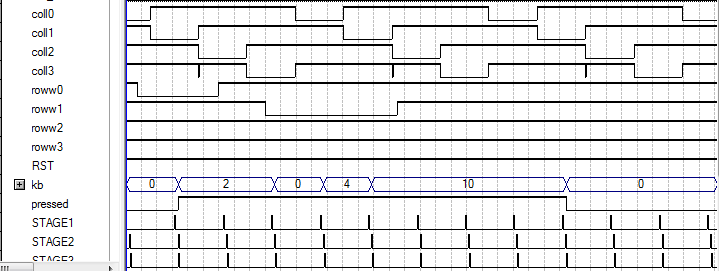 coll0
coll1
coll2
coll3
roww0
roww1
roww2
roww3
RST
kb 0 2 0 4 10 0
pressed
STAGE1
STAGE2
STAGE3